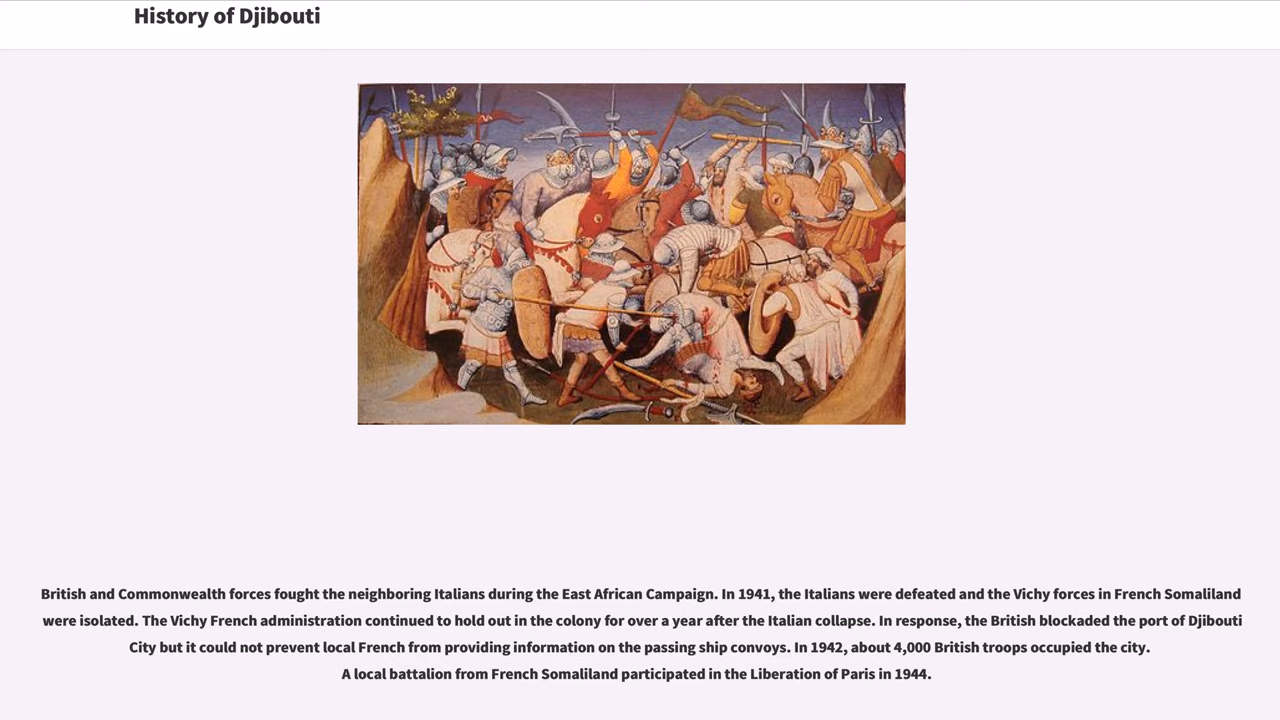 History of Djibouti
British and Commonwealth forces fought the neighboring Italians during the East African Campaign. In 1941, the Italians were defeated and the Vichy forces in French Somaliland
were isolated. The Vichy French administration continued to hold out in the colony for over a year after the Italian collapse. In response, the British blockaded the port of Djibouti
City but it could not prevent local French from providing information on the passing ship convoys. In 1942, about 4,000 British troops occupied the city.
A local battalion from French Somaliland participated in the Liberation of Paris in 1944.